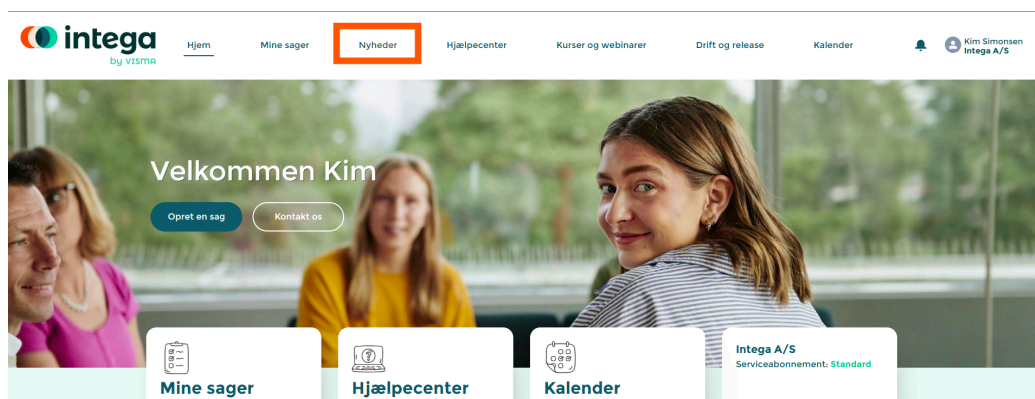 intega
by VISMA
Hjem
Mine sager
Nyheder
Hjælpecenter
Kurser og webinarer
Drift og release
Kalender
Kim Simonsen
Intega A/S
Velkommen Kim
Opret en sag
Kontakt os
Mine sager
Hjælpecenter
Kalender
Intega A/S
Serviceabonnement: Standard